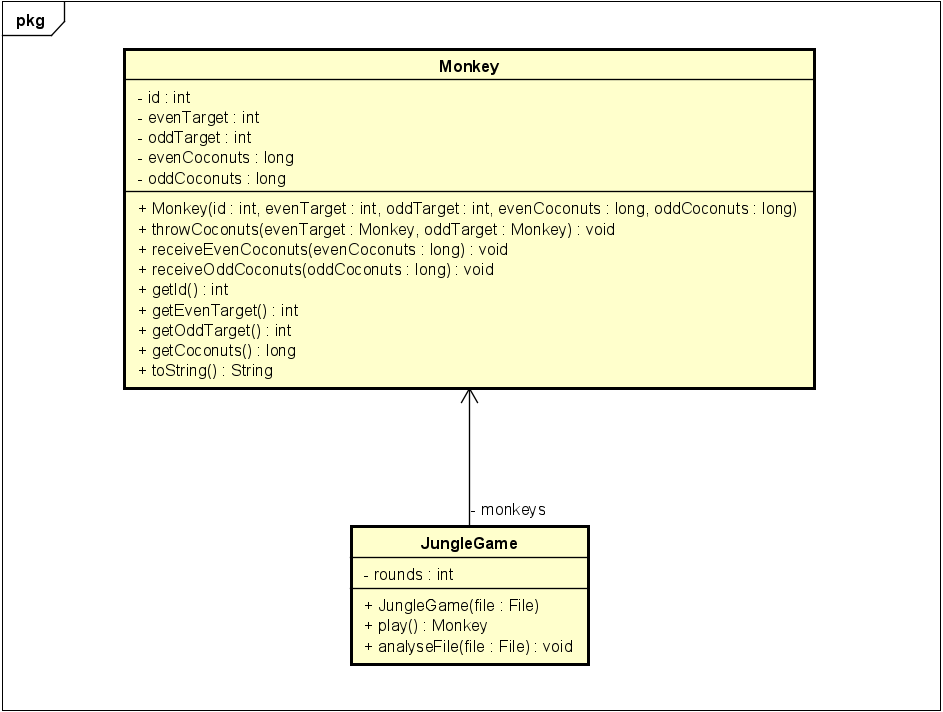 pkg
Monkey
- id : int
- evenTarget : int
- oddTarget : int
- evenCoconuts : long
- oddCoconuts : long
+ Monkey(id : int, evenTarget : int, oddTarget : int, evenCoconuts : long, oddCoconuts : long)
+ throwCoconuts(evenTarget : Monkey, oddTarget : Monkey) : void
+ receiveEvenCoconuts(evenCoconuts : long) : void
+ receiveOddCoconuts(oddCoconuts : long) : void
+ getId() : int
+ getEvenTarget() : int
+ getOddTarget() : int
+ getCoconuts() : long
+ toString() : String
- monkeys
JungleGame
- rounds : int
+ JungleGame(file : File)
+ play() : Monkey
+ analyseFile(file : File) : void